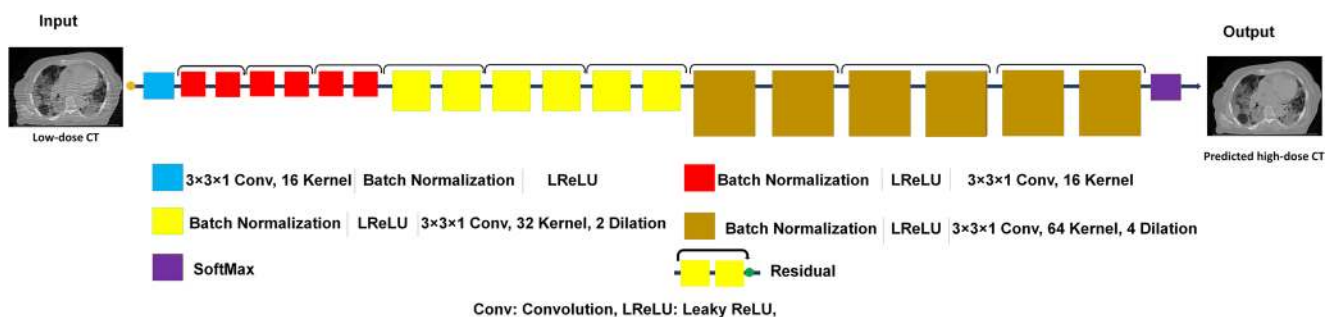 Input
Output
Low-dose CT
Predicted high-dose CT
3×3×1 Conv, 16 Kernel Batch Normalization LReLU
Batch Normalization LReLU 3×3×1 Conv, 16 Kernel
Batch Normalization LReLU 3×3×1 Conv, 32 Kernel, 2 Dilation
Batch Normalization LReLU 3×3×1 Conv, 64 Kernel, 4 Dilation
SoftMax
Residual
Conv: Convolution, LReLU: Leaky ReLU,